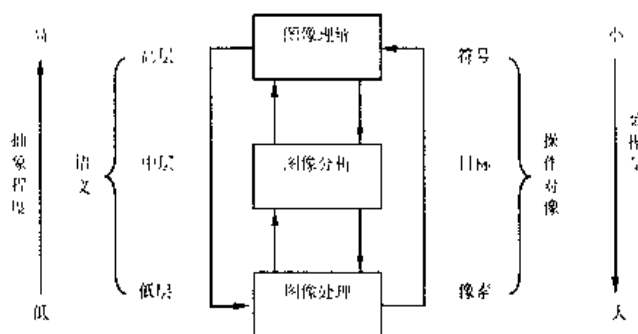 高
小
图像理解
高层
符号
抽象程度
语义
中层
图像分析
目标
操作对像
数据量
低层
图像处理
像素
低
大